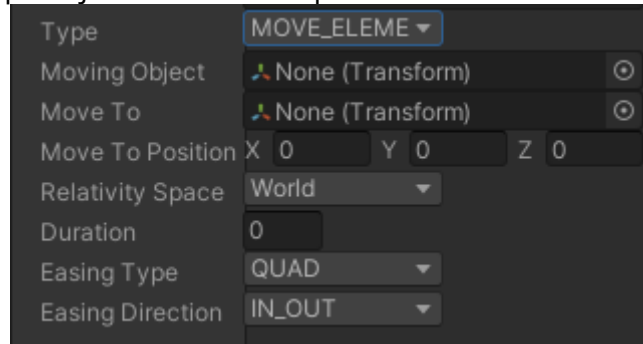 Type MOVE_ELEME
Moving Object None (Transform)
Move To None (Transform)
Move To Position X 0 Y 0 Z 0
Relativity Space World
Duration 0
Easing Type QUAD
Easing Direction IN_OUT